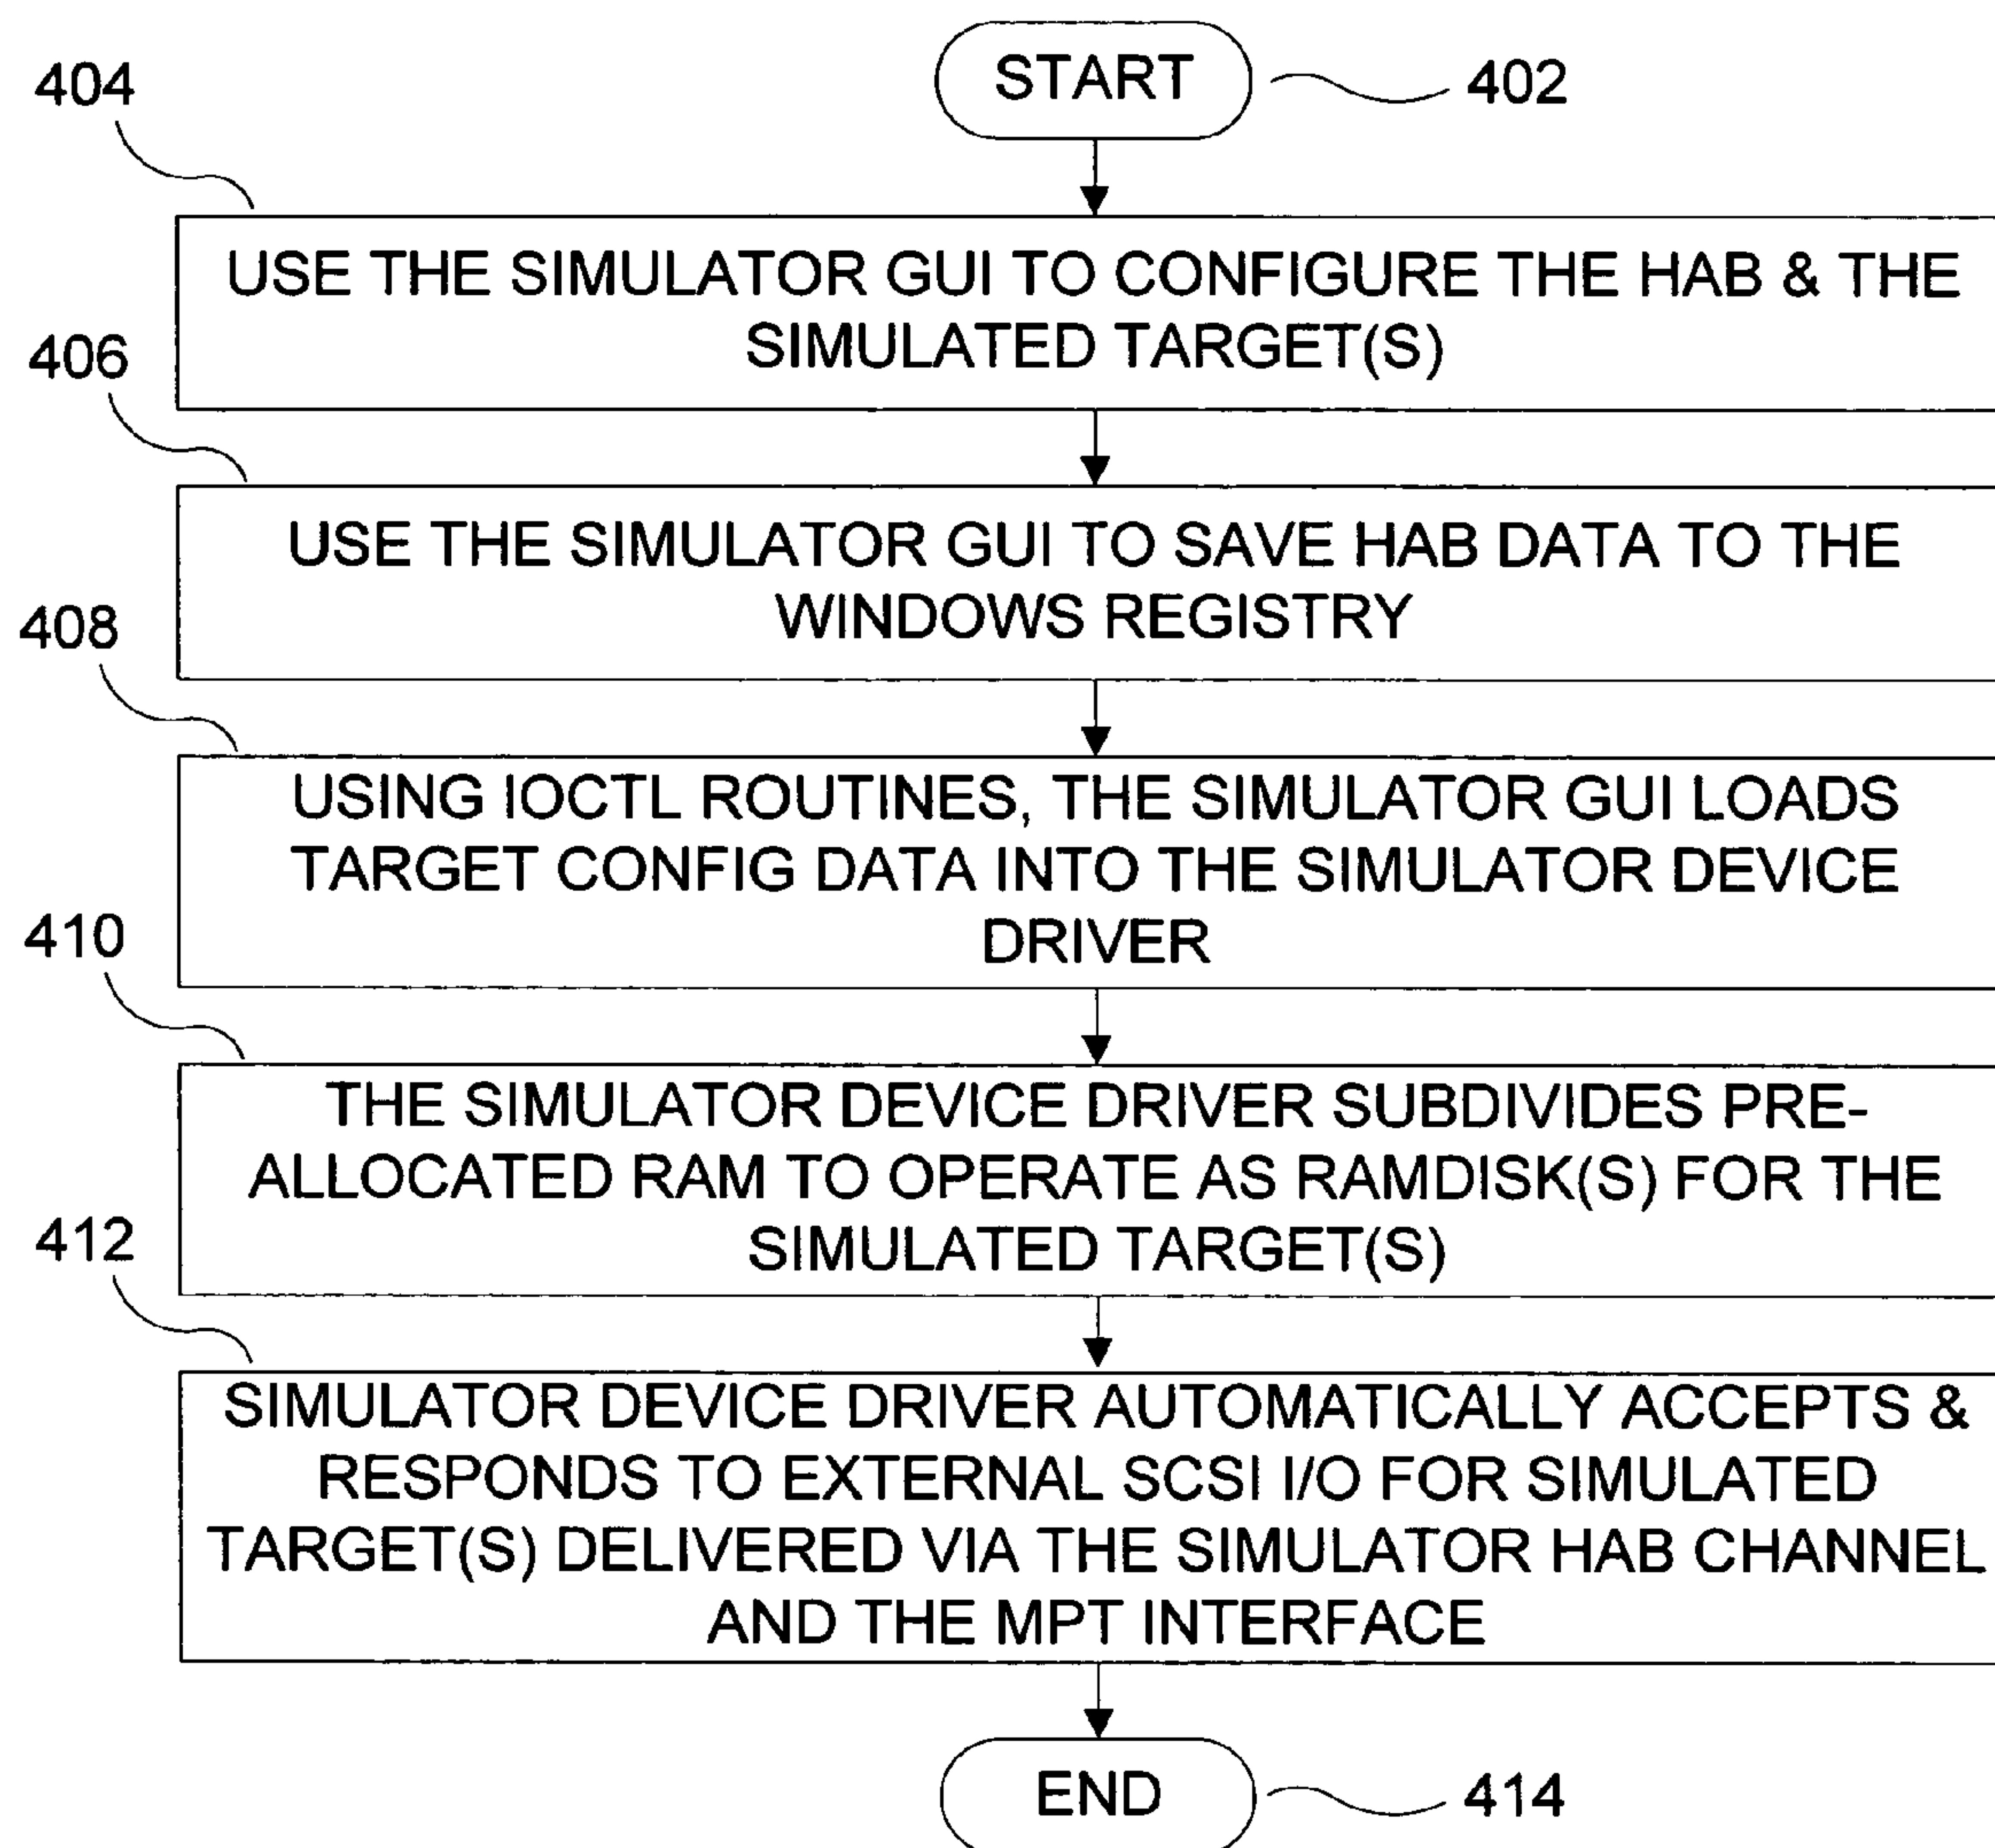 START
402
404
USE THE SIMULATOR GUI TO CONFIGURE THE HAB & THE
SIMULATED TARGET(S)
406
USE THE SIMULATOR GUI TO SAVE HAB DATA TO THE
WINDOWS REGISTRY
408
USING IOCTL ROUTINES, THE SIMULATOR GUI LOADS
TARGET CONFIG DATA INTO THE SIMULATOR DEVICE
DRIVER
410
THE SIMULATOR DEVICE DRIVER SUBDIVIDES PRE-
ALLOCATED RAM TO OPERATE AS RAMDISK(S) FOR THE
SIMULATED TARGET(S)
412
SIMULATOR DEVICE DRIVER AUTOMATICALLY ACCEPTS &
RESPONDS TO EXTERNAL SCSI I/O FOR SIMULATED
TARGET(S) DELIVERED VIA THE SIMULATOR HAB CHANNEL
AND THE MPT INTERFACE
END
414